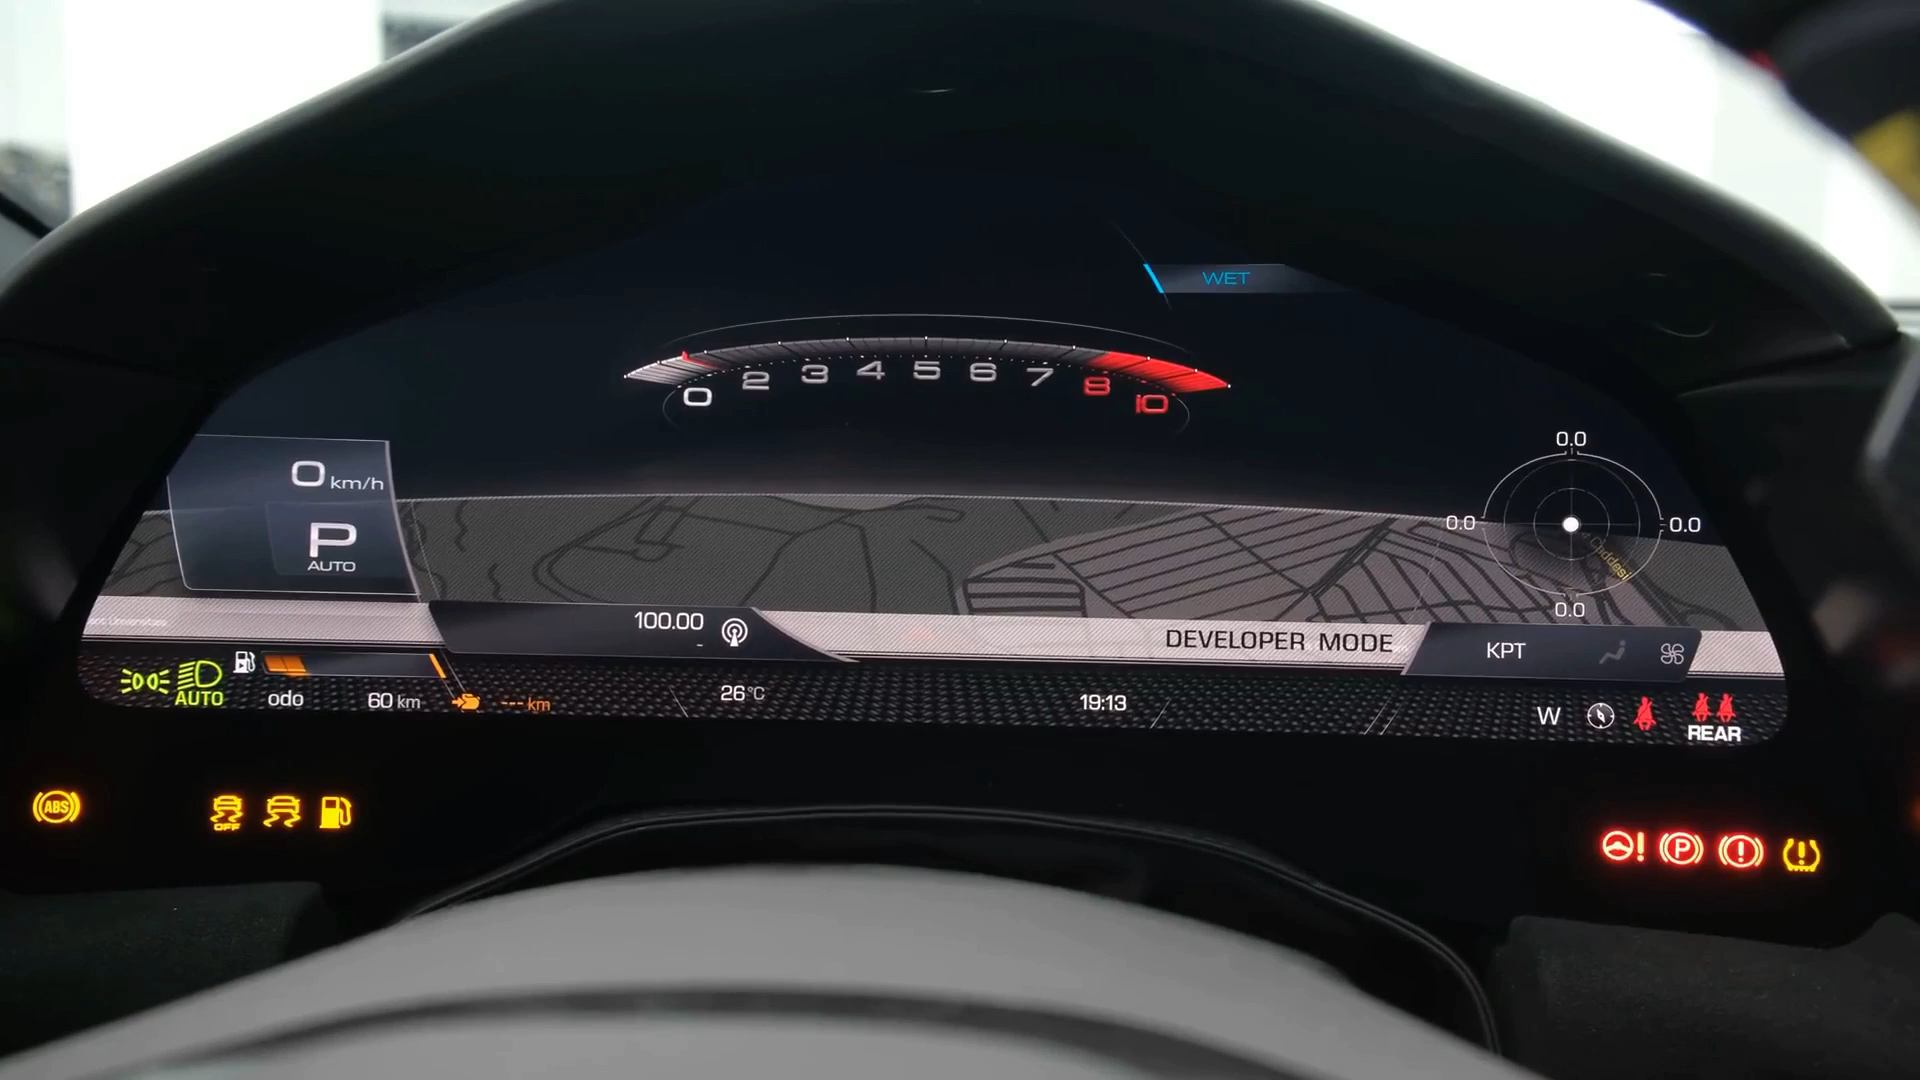 WET
0 2 3 4 5 6 7 8 10
0 km/h
P
AUTO
0.0
0.0
0.0
0.0
Caddesi
100.00
-
DEVELOPER MODE
KPT
AUTO
odo 60 km
--- km
26°C
19:13
W
REAR
ABS
OFF
P